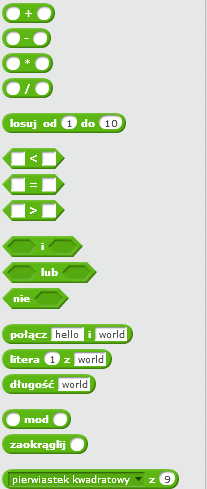 +
-
*
/
losuj od 1 do 10
<
=
>
i
lub
nie
połącz hello i world
litera 1 z world
długość world
mod
zaokrąglij
pierwiastek kwadratowy z 9